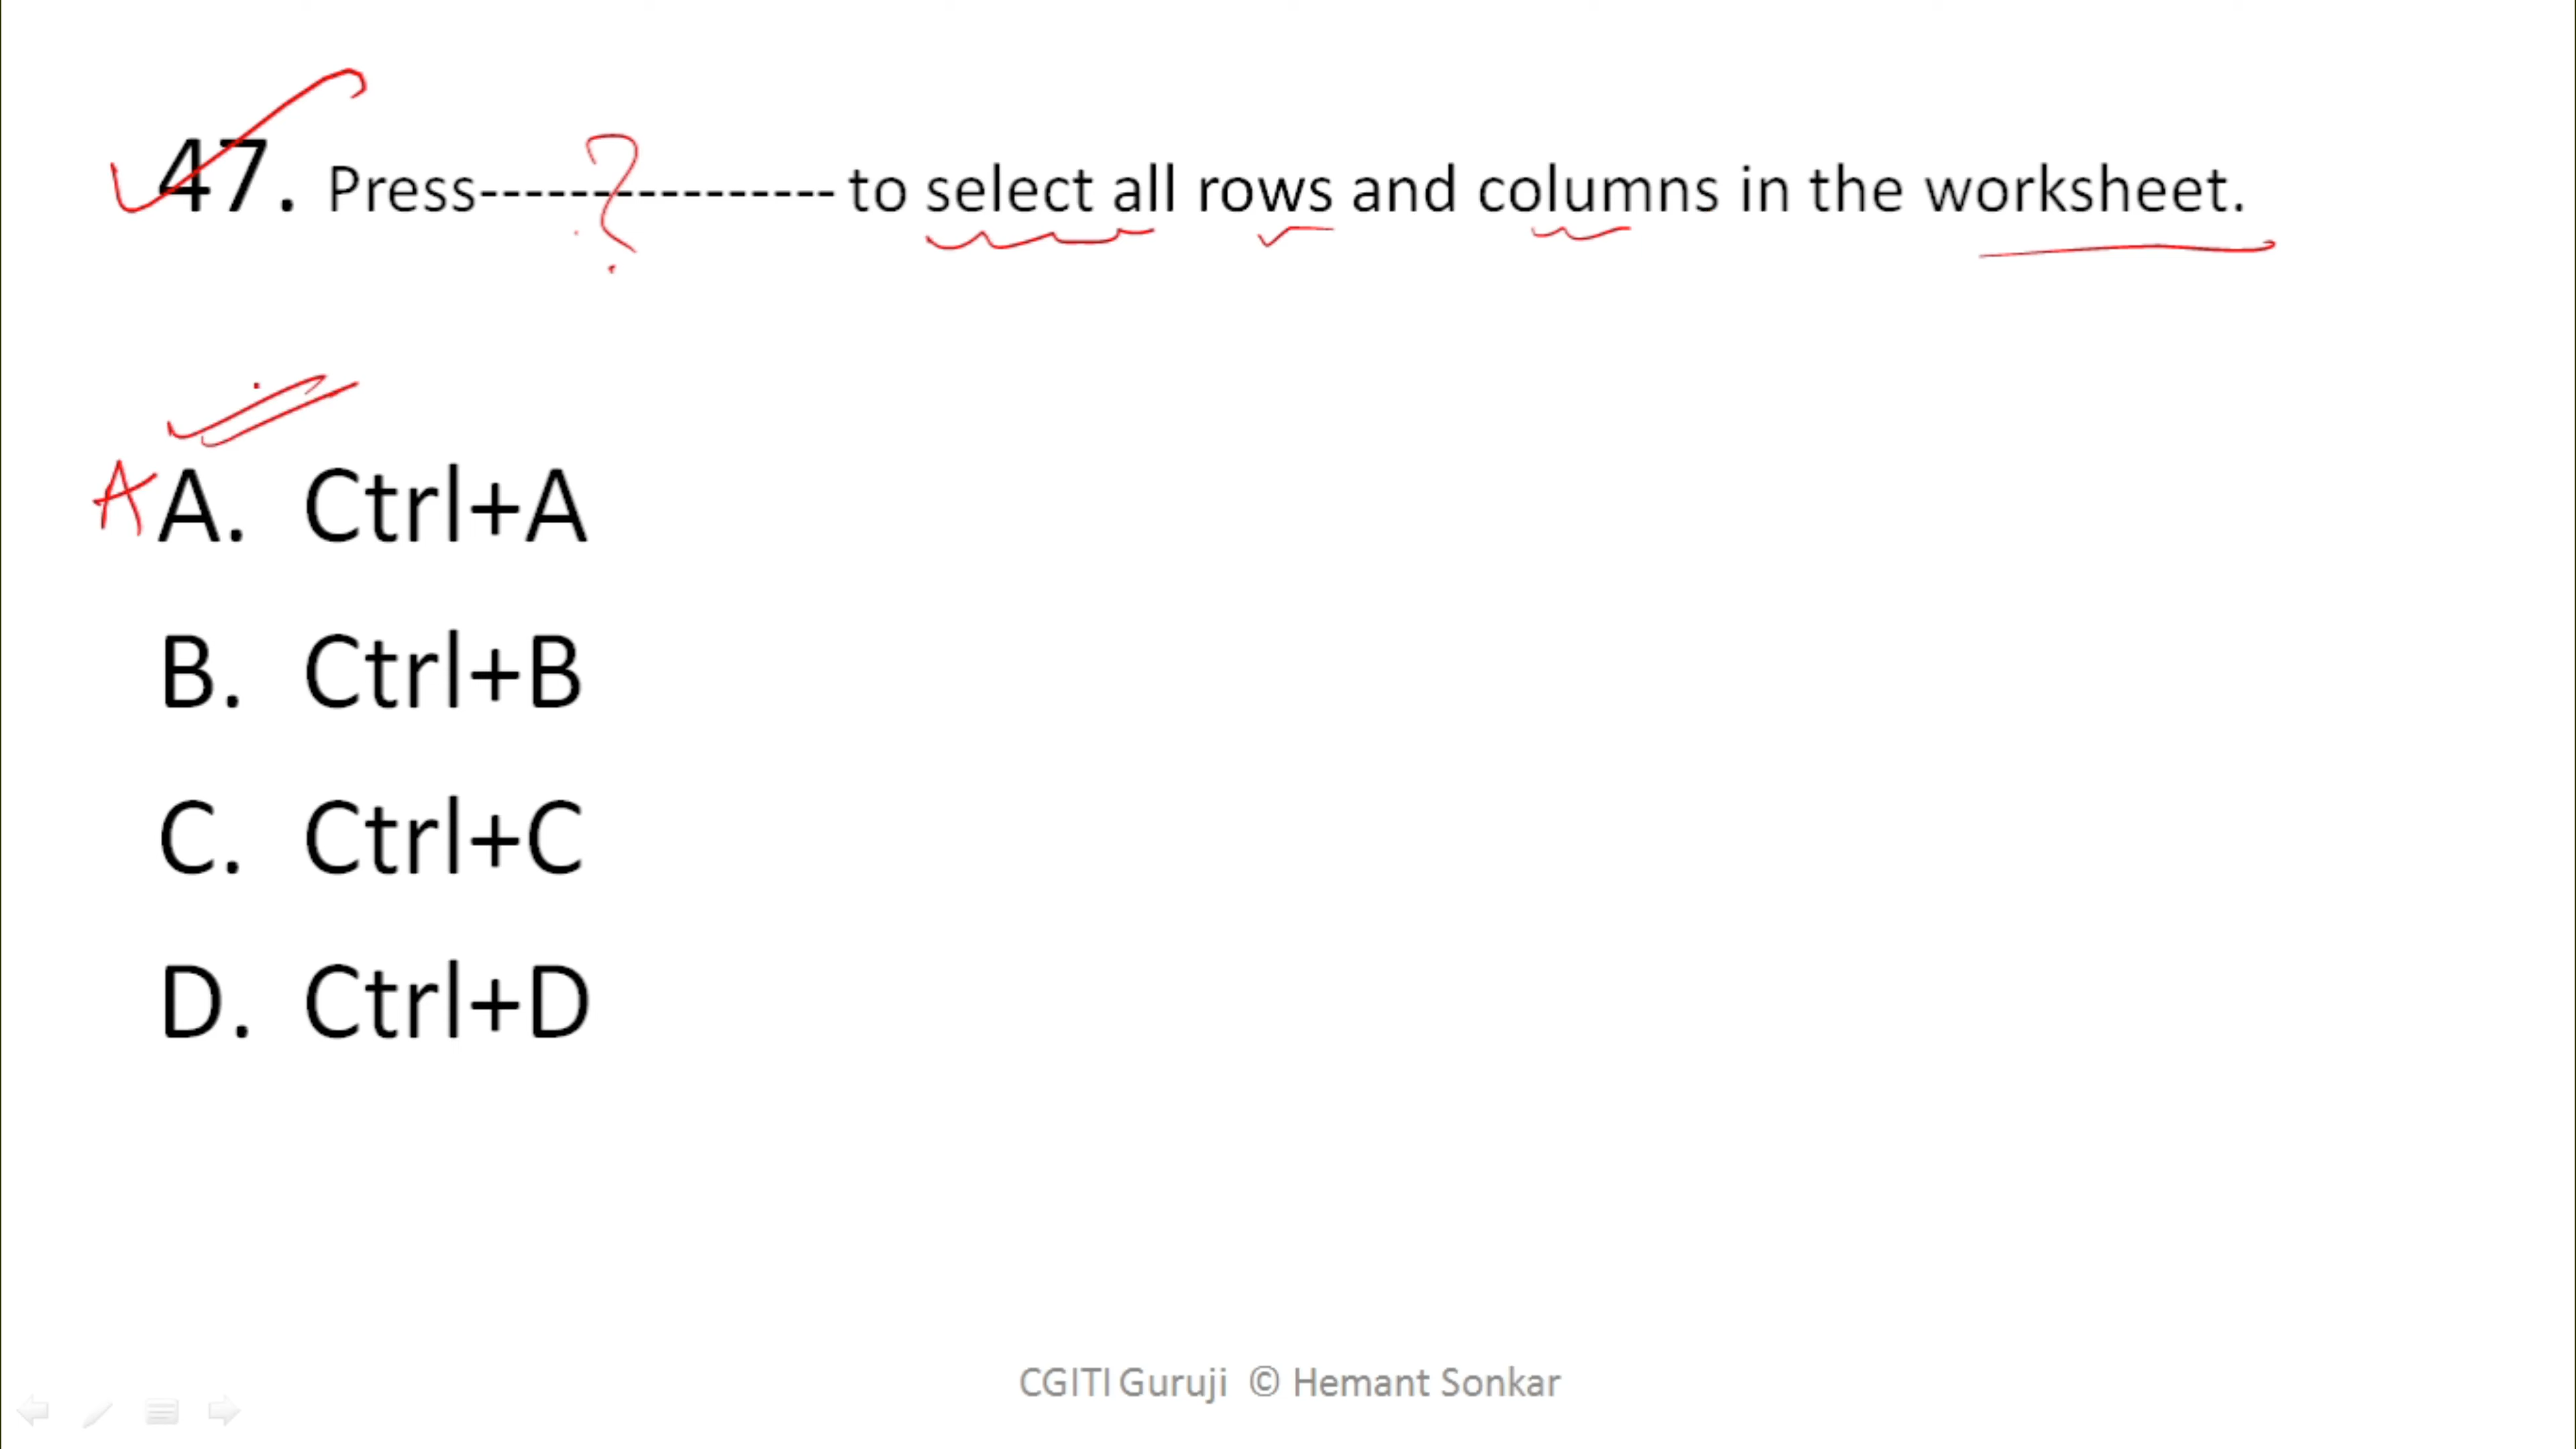 47. Press---------------- to select all rows and columns in the worksheet.
?
A A. Ctrl+A
B. Ctrl+B
C. Ctrl+C
D. Ctrl+D
CGITI Guruji © Hemant Sonkar